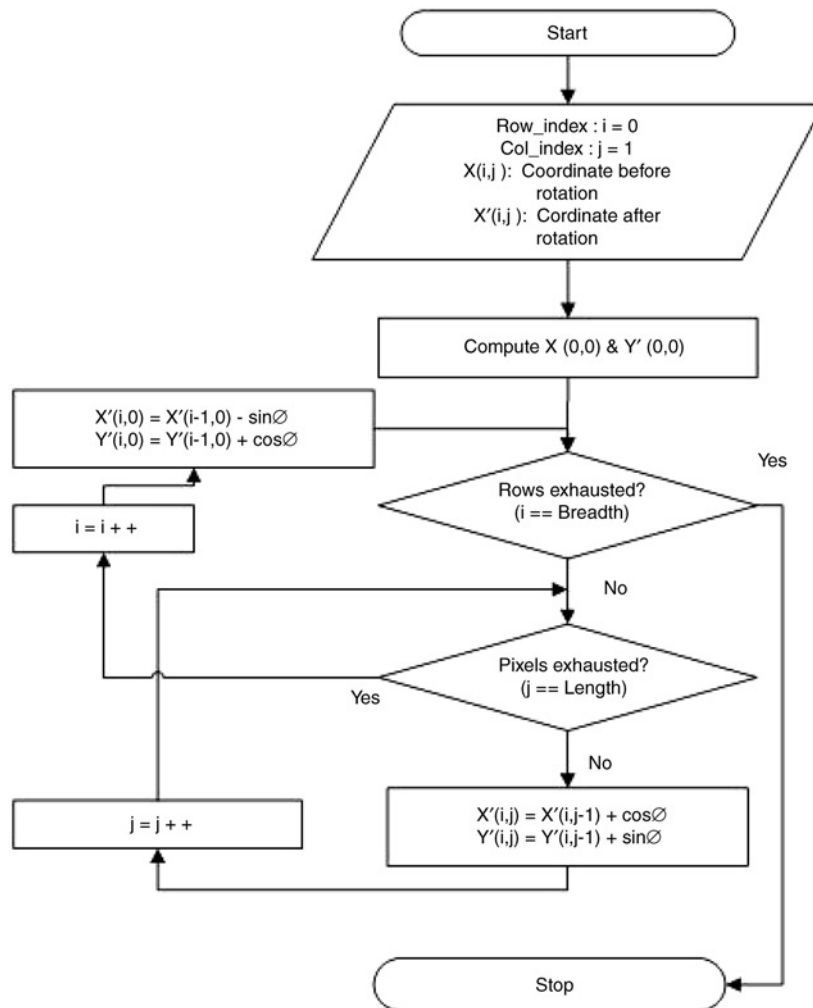 Start
Row_index : i = 0
Col_index : j = 1
X(i,j ): Coordinate before
rotation
X′(i,j ): Cordinate after
rotation
Compute X (0,0) & Y′ (0,0)
X′(i,0) = X′(i-1,0) - sin∅
Y′(i,0) = Y′(i-1,0) + cos∅
Yes
Rows exhausted?
(i == Breadth)
i = i + +
No
Pixels exhausted?
(j == Length)
Yes
No
X′(i,j) = X′(i,j-1) + cos∅
Y′(i,j) = Y′(i,j-1) + sin∅
j = j + +
Stop